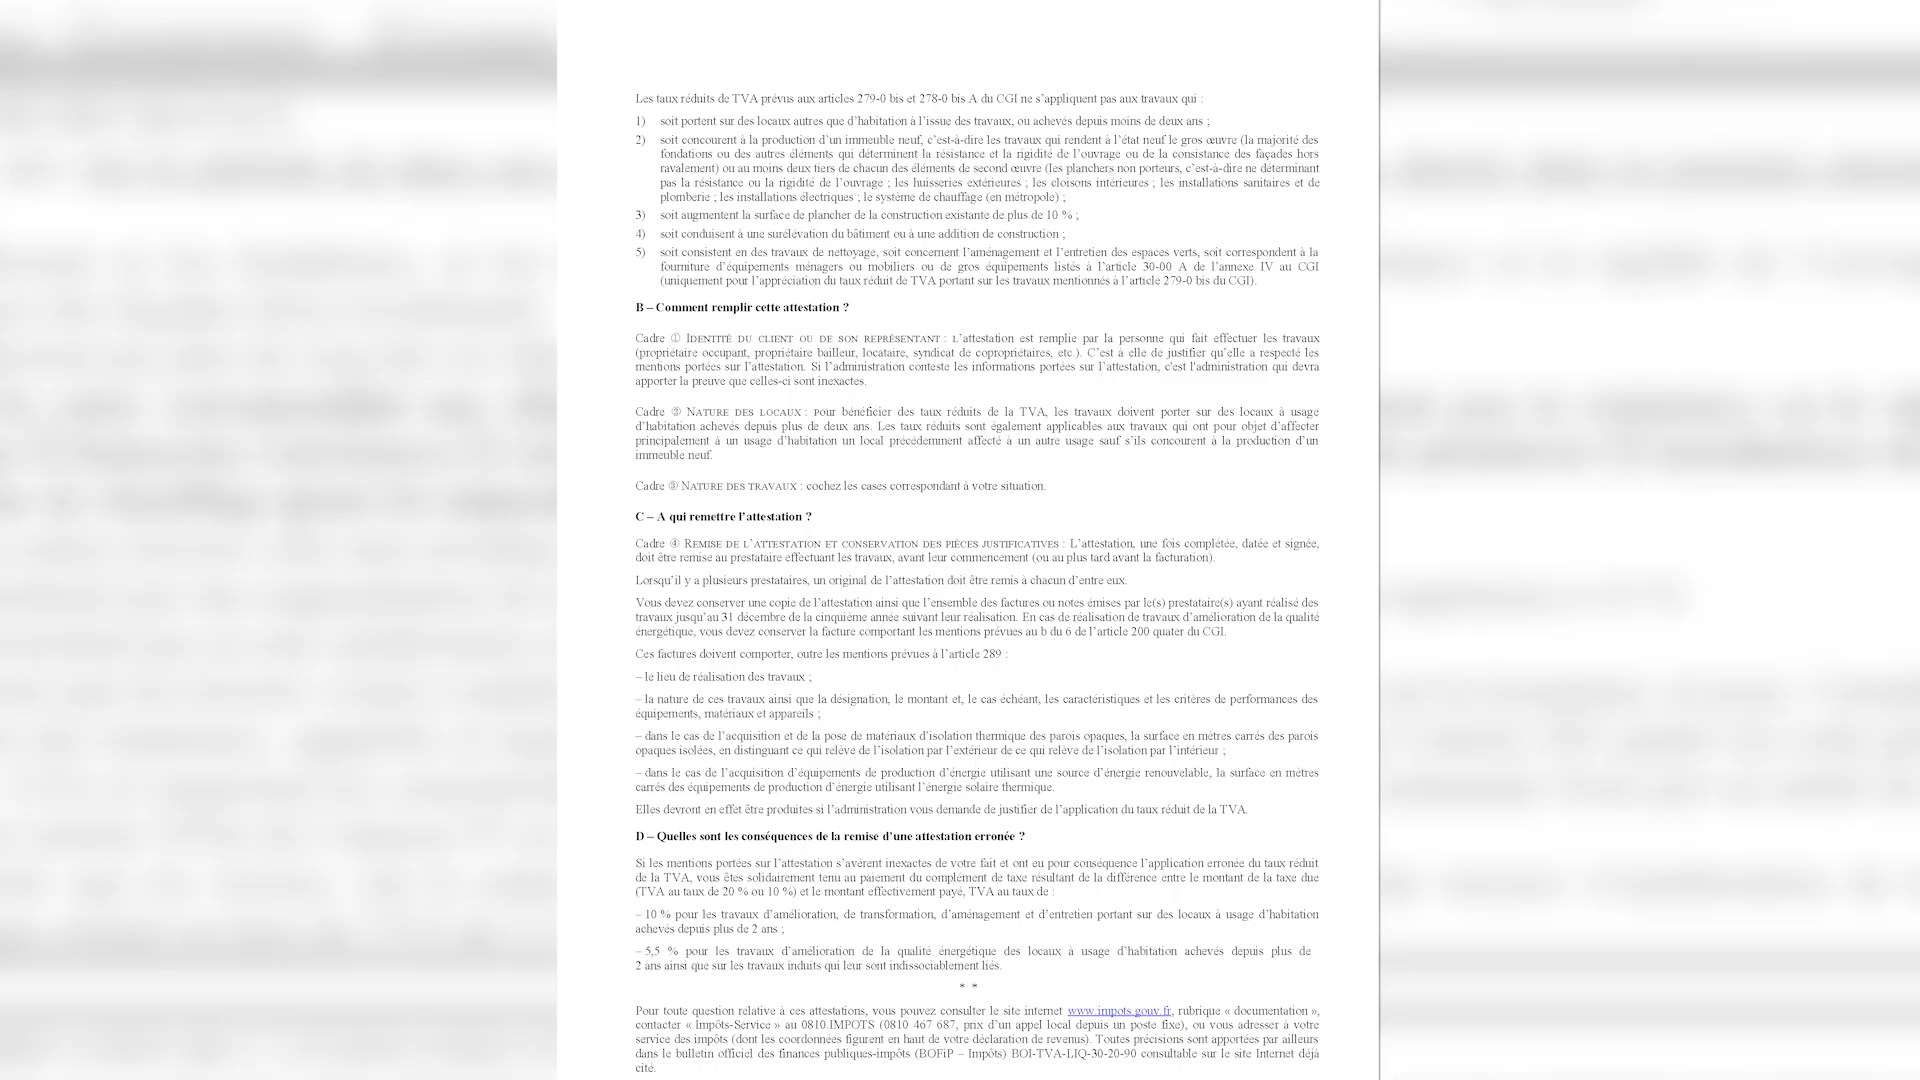 Les taux réduits de TVA prévus aux articles 279-0 bis et 278-0 bis A du CGI ne s’appliquent pas aux travaux qui :
1) soit portent sur des locaux autres que d’habitation à l’issue des travaux, ou achevés depuis moins de deux ans ;
2) soit concourent à la production d’un immeuble neuf, c’est-à-dire les travaux qui rendent à l’état neuf le gros œuvre (la majorité des
fondations ou des autres éléments qui déterminent la résistance et la rigidité de l’ouvrage ou de la consistance des façades hors
ravalement) ou au moins deux tiers de chacun des éléments de second œuvre (les planchers non porteurs, c’est-à-dire ne déterminant
pas la résistance ou la rigidité de l’ouvrage ; les huisseries extérieures ; les cloisons intérieures ; les installations sanitaires et de
plomberie ; les installations électriques ; le système de chauffage (en métropole) ;
3) soit augmentent la surface de plancher de la construction existante de plus de 10 % ;
4) soit conduisent à une surélévation du bâtiment ou à une addition de construction ;
5) soit consistent en des travaux de nettoyage, soit concernent l’aménagement et l’entretien des espaces verts, soit correspondent à la
fourniture d’équipements ménagers ou mobiliers ou de gros équipements listés à l’article 30-00 A de l’annexe IV au CGI
(uniquement pour l’appréciation du taux réduit de TVA portant sur les travaux mentionnés à l’article 279-0 bis du CGI).
B – Comment remplir cette attestation ?
Cadre ① IDENTITÉ DU CLIENT OU DE SON REPRÉSENTANT : L’attestation est remplie par la personne qui fait effectuer les travaux
(propriétaire occupant, propriétaire bailleur, locataire, syndicat de copropriétaires, etc.). C’est à elle de justifier qu’elle a respecté les
mentions portées sur l’attestation. Si l’administration conteste les informations portées sur l’attestation, c'est l'administration qui devra
apporter la preuve que celles-ci sont inexactes.
Cadre ② NATURE DES LOCAUX : pour bénéficier des taux réduits de la TVA, les travaux doivent porter sur des locaux à usage
d’habitation achevés depuis plus de deux ans. Les taux réduits sont également applicables aux travaux qui ont pour objet d’affecter
principalement à un usage d’habitation un local précédemment affecté à un autre usage sauf s’ils concourent à la production d’un
immeuble neuf.
Cadre ③ NATURE DES TRAVAUX : cochez les cases correspondant à votre situation.
C – A qui remettre l’attestation ?
Cadre ④ REMISE DE L’ATTESTATION ET CONSERVATION DES PIÈCES JUSTIFICATIVES : L’attestation, une fois complétée, datée et signée,
doit être remise au prestataire effectuant les travaux, avant leur commencement (ou au plus tard avant la facturation).
Lorsqu’il y a plusieurs prestataires, un original de l’attestation doit être remis à chacun d’entre eux.
Vous devez conserver une copie de l’attestation ainsi que l’ensemble des factures ou notes émises par le(s) prestataire(s) ayant réalisé des
travaux jusqu’au 31 décembre de la cinquième année suivant leur réalisation. En cas de réalisation de travaux d’amélioration de la qualité
énergétique, vous devez conserver la facture comportant les mentions prévues au b du 6 de l’article 200 quater du CGI.
Ces factures doivent comporter, outre les mentions prévues à l’article 289 :
– le lieu de réalisation des travaux ;
– la nature de ces travaux ainsi que la désignation, le montant et, le cas échéant, les caractéristiques et les critères de performances des
équipements, matériaux et appareils ;
– dans le cas de l’acquisition et de la pose de matériaux d’isolation thermique des parois opaques, la surface en mètres carrés des parois
opaques isolées, en distinguant ce qui relève de l’isolation par l’extérieur de ce qui relève de l’isolation par l’intérieur ;
– dans le cas de l’acquisition d’équipements de production d’énergie utilisant une source d’énergie renouvelable, la surface en mètres
carrés des équipements de production d’énergie utilisant l’énergie solaire thermique.
Elles devront en effet être produites si l’administration vous demande de justifier de l’application du taux réduit de la TVA.
D – Quelles sont les conséquences de la remise d’une attestation erronée ?
Si les mentions portées sur l’attestation s’avèrent inexactes de votre fait et ont eu pour conséquence l’application erronée du taux réduit
de la TVA, vous êtes solidairement tenu au paiement du complément de taxe résultant de la différence entre le montant de la taxe due
(TVA au taux de 20 % ou 10 %) et le montant effectivement payé, TVA au taux de :
– 10 % pour les travaux d’amélioration, de transformation, d’aménagement et d’entretien portant sur des locaux à usage d’habitation
achevés depuis plus de 2 ans ;
– 5,5 % pour les travaux d’amélioration de la qualité énergétique des locaux à usage d’habitation achevés depuis plus de
2 ans ainsi que sur les travaux induits qui leur sont indissociablement liés.
* *
Pour toute question relative à ces attestations, vous pouvez consulter le site internet www.impots.gouv.fr, rubrique « documentation »,
contacter « Impôts-Service » au 0810.IMPOTS (0810 467 687, prix d’un appel local depuis un poste fixe), ou vous adresser à votre
service des impôts (dont les coordonnées figurent en haut de votre déclaration de revenus). Toutes précisions sont apportées par ailleurs
dans le bulletin officiel des finances publiques-impôts (BOFiP – Impôts) BOI-TVA-LIQ-30-20-90 consultable sur le site Internet déjà
cité.